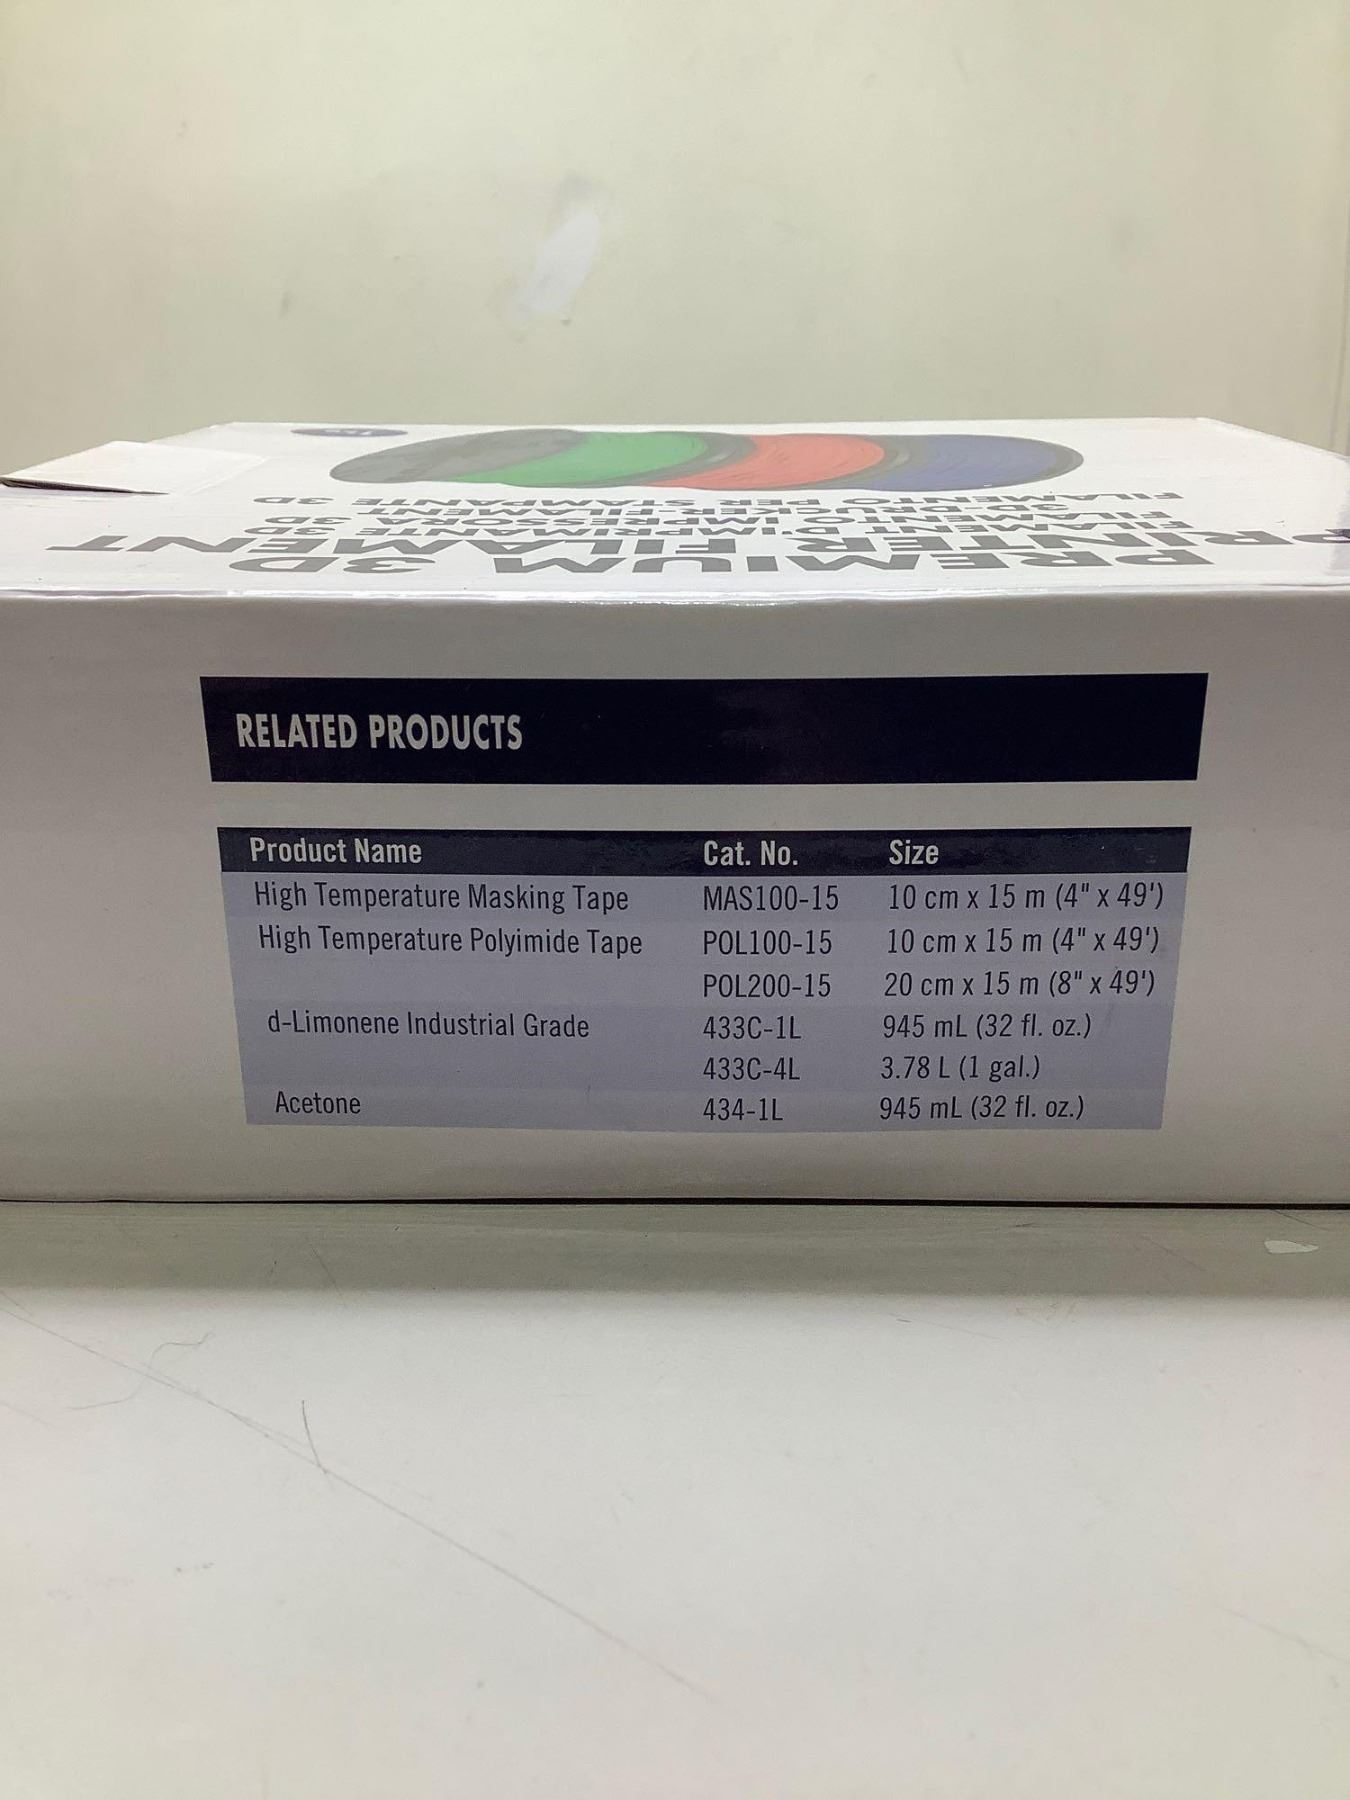 1kg
PREMIUM 3D
PRINTER FILAMENT
FILAMENT D'IMPRIMANTE 3D
FILAMENTO IMPRESSORA 3D
3D-DRUCKER-FILAMENT
FILAMENTO PER STAMPANTE 3D
RELATED PRODUCTS
Product Name Cat. No. Size
High Temperature Masking Tape MAS100-15 10 cm x 15 m (4" x 49')
High Temperature Polyimide Tape POL100-15 10 cm x 15 m (4" x 49')
POL200-15 20 cm x 15 m (8" x 49')
d-Limonene Industrial Grade 433C-1L 945 mL (32 fl. oz.)
433C-4L 3.78 L (1 gal.)
Acetone 434-1L 945 mL (32 fl. oz.)